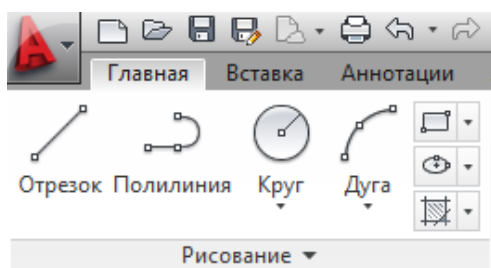 Главная Вставка Аннотации
Отрезок Полилиния Круг Дуга
Рисование